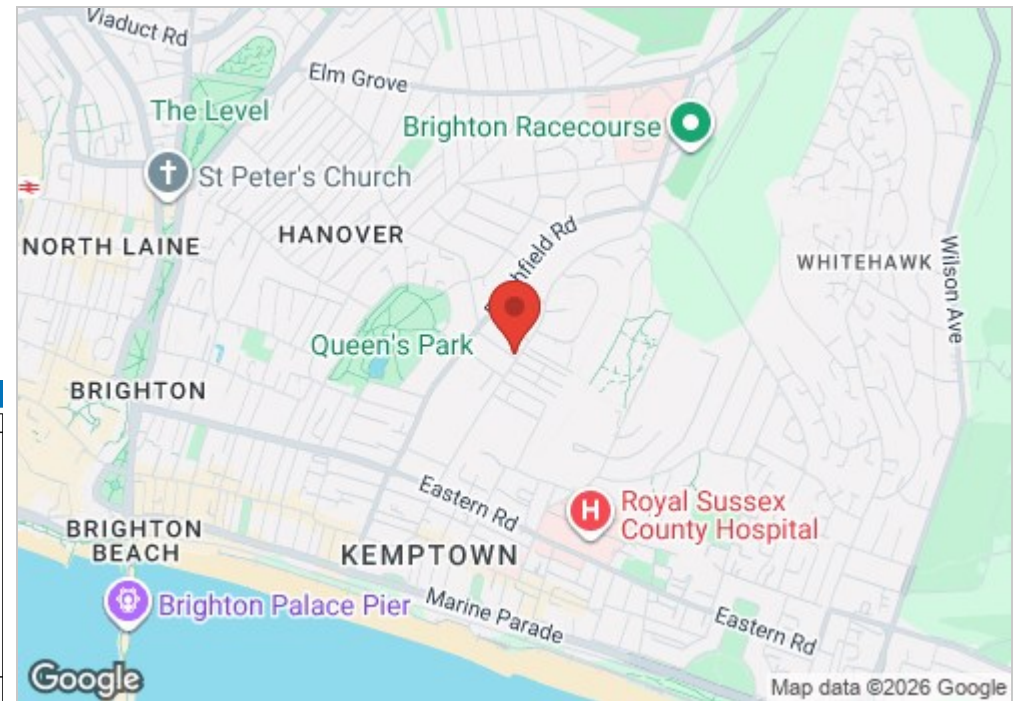 Viaduct Rd
Elm Grove
The Level
Brighton Racecourse
St Peter's Church
HANOVER
NORTH LAINE
WHITEHAWK
Wilson Ave
Queen's Park
BRIGHTON
Eastern Rd
Royal Sussex
County Hospital
H
BRIGHTON
BEACH
KEMPTOWN
Brighton Palace Pier
Marine Parade
Eastern Rd
Google
Map data ©2026 Google